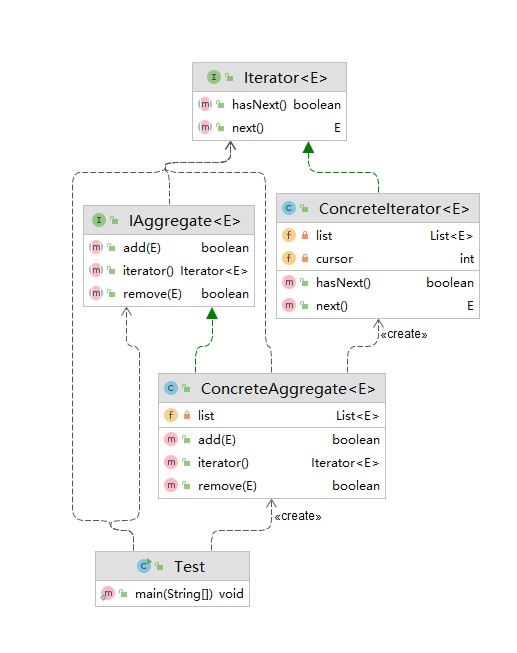 Iterator<E>
hasNext() boolean
next() E
IAggregate<E>
add(E) boolean
iterator() Iterator<E>
remove(E) boolean
ConcreteIterator<E>
list List<E>
cursor int
hasNext() boolean
next() E
«create»
ConcreteAggregate<E>
list List<E>
add(E) boolean
iterator() Iterator<E>
remove(E) boolean
«create»
Test
main(String[]) void